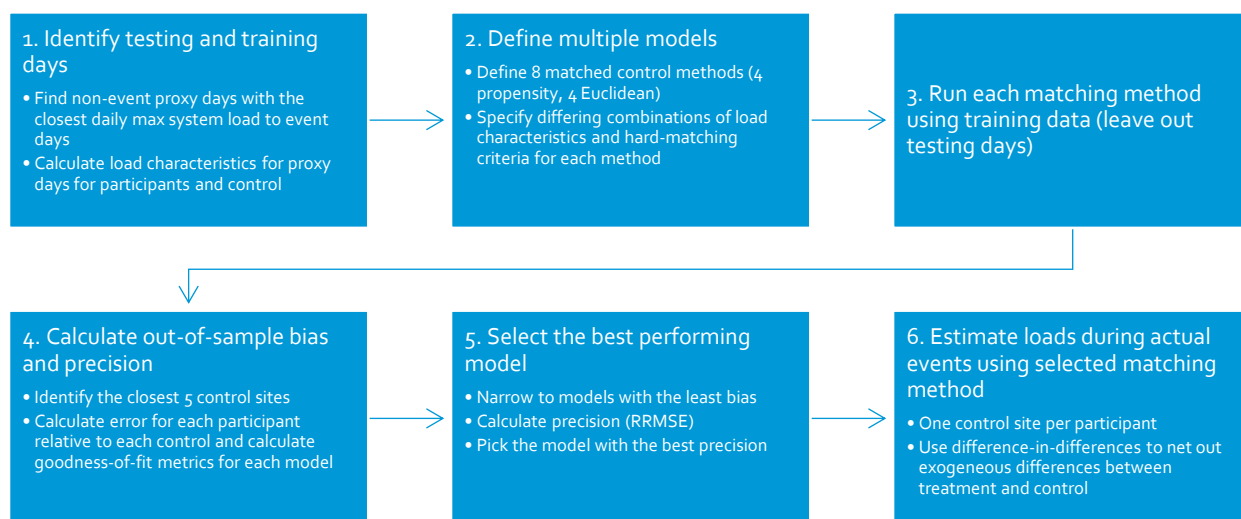 1. Identify testing and training
days
• Find non-event proxy days with the
closest daily max system load to event
days
• Calculate load characteristics for proxy
days for participants and control
2. Define multiple models
• Define 8 matched control methods (4
propensity, 4 Euclidean)
• Specify differing combinations of load
characteristics and hard-matching
criteria for each method
3. Run each matching method
using training data (leave out
testing days)
4. Calculate out-of-sample bias
and precision
• Identify the closest 5 control sites
• Calculate error for each participant
relative to each control and calculate
goodness-of-fit metrics for each model
5. Select the best performing
model
• Narrow to models with the least bias
• Calculate precision (RRMSE)
• Pick the model with the best precision
6. Estimate loads during actual
events using selected matching
method
• One control site per participant
• Use difference-in-differences to net out
exogeneous differences between
treatment and control